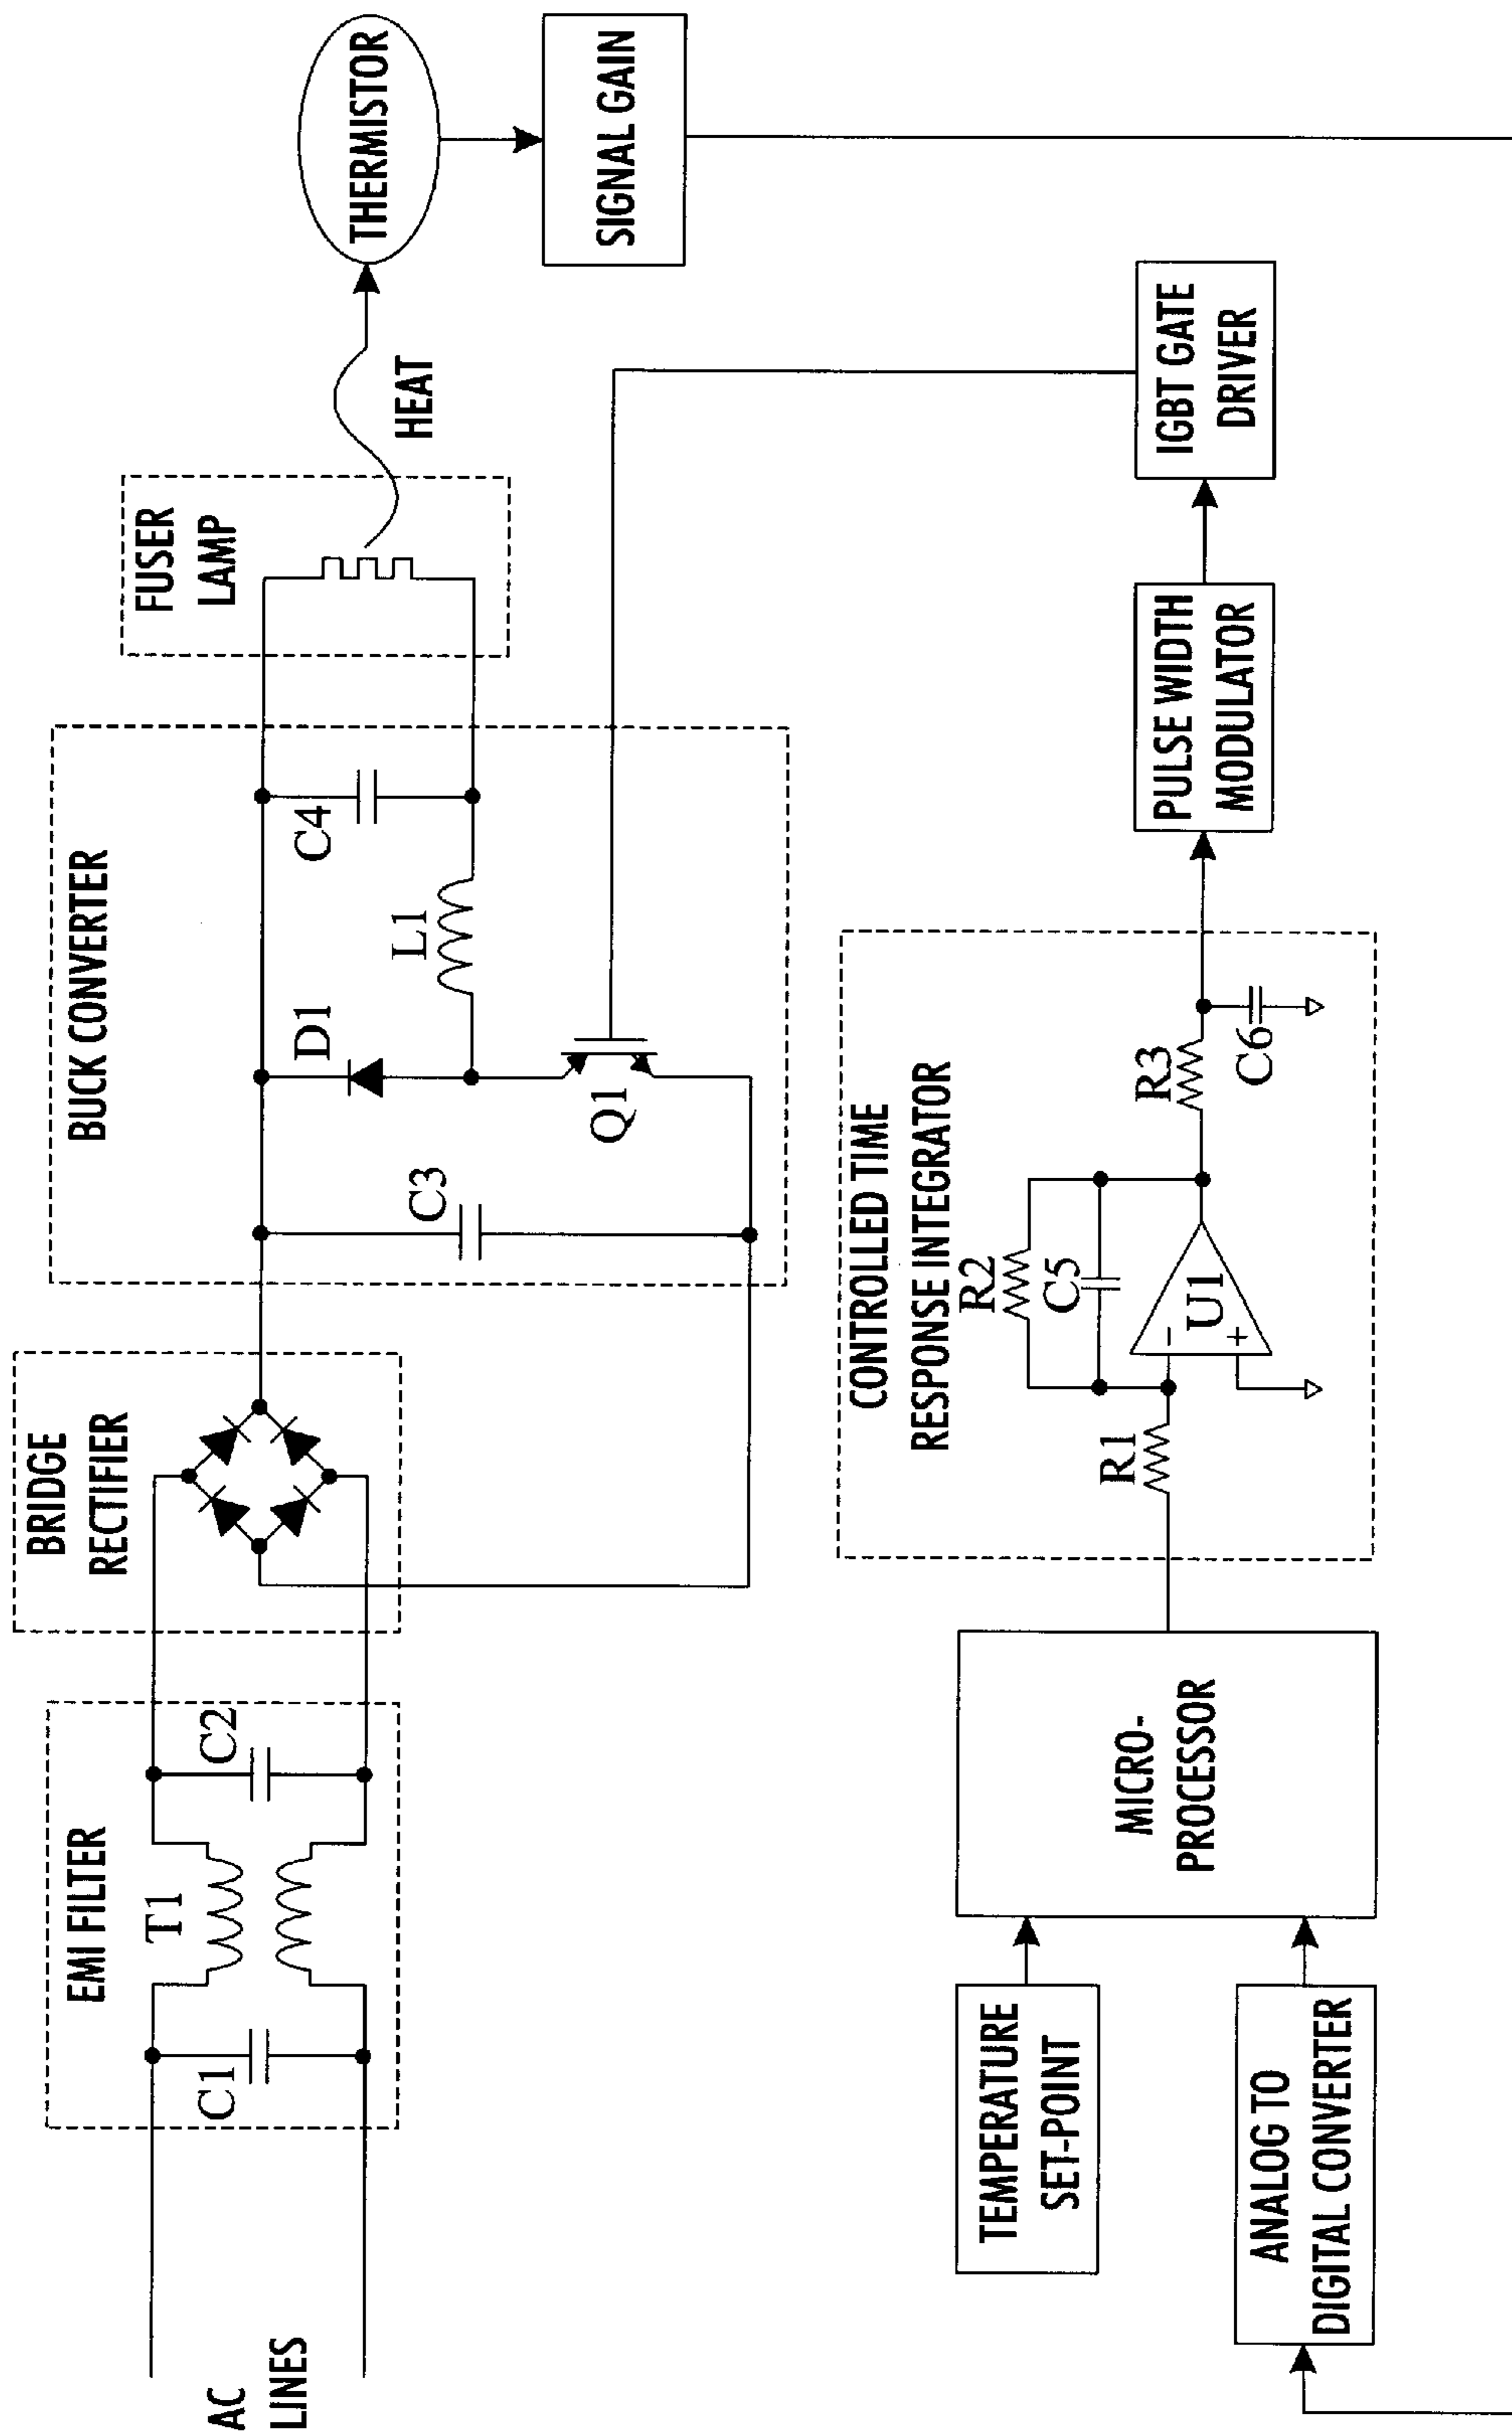 AC
LINES
EMI FILTER
C1
T1
C2
BRIDGE
RECTIFIER
BUCK CONVERTER
C3
D1
Q1
L1
C4
FUSER
LAMP
HEAT
THERMISTOR
SIGNAL GAIN
TEMPERATURE
SET-POINT
ANALOG TO
DIGITAL CONVERTER
MICRO-
PROCESSOR
CONTROLLED TIME
RESPONSE INTEGRATOR
R1
R2
C5
-
+
U1
R3
C6
PULSE WIDTH
MODULATOR
IGBT GATE
DRIVER